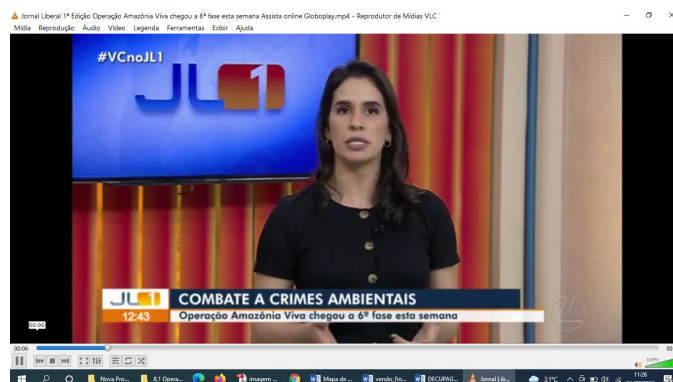 Jornal Liberal 1ª Edição Operação Amazônia Viva chegou a 6ª fase esta semana Assista online Globoplay.mp4 - Reprodutor de Mídias VLC
Mídia Reprodução Áudio Vídeo Legenda Ferramentas Exibir Ajuda
#VCnoJL1
JL1
JL1 COMBATE A CRIMES AMBIENTAIS
12:43 Operação Amazônia Viva chegou a 6ª fase esta semana
00:00
00:06
100%
Nova Pro... JL1 Opera... imagem ... Mapa de ... versão_fin... DECUPAG... Jornal Lib... 31°C 11:26